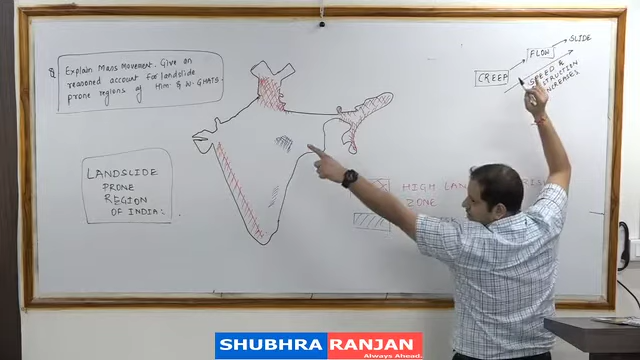 Q Explain Mass Movement. Give an
reasoned account for landslide
prone regions of Him & W. GHATS.
LANDSLIDE
PRONE
REGION
OF INDIA:
CREEP
FLOW
SLIDE
SPEED &
DESTRUCTION
INCREASES
HIGH LAN
ZONE
SHUBHRA RANJAN
Always Ahead.